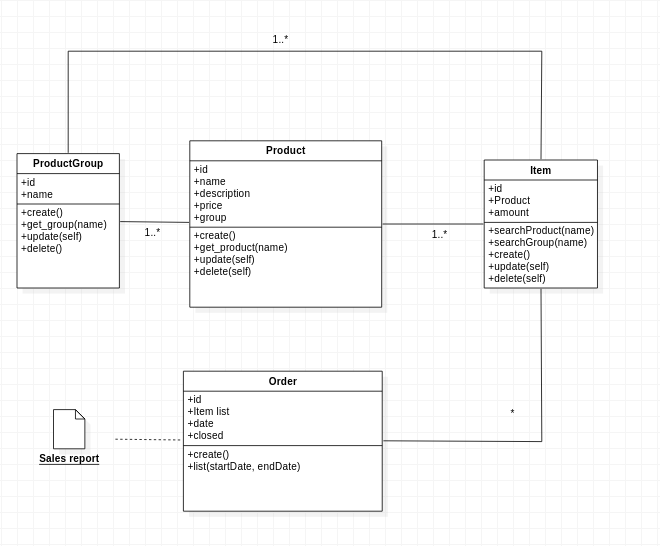 1..*
ProductGroup
+id
+name
+create()
+get_group(name)
+update(self)
+delete()
1..*
Product
+id
+name
+description
+price
+group
+create()
+get_product(name)
+update(self)
+delete(self)
1..*
Item
+id
+Product
+amount
+searchProduct(name)
+searchGroup(name)
+create()
+update(self)
+delete(self)
*
Order
+id
+Item list
+date
+closed
+create()
+list(startDate, endDate)
Sales report